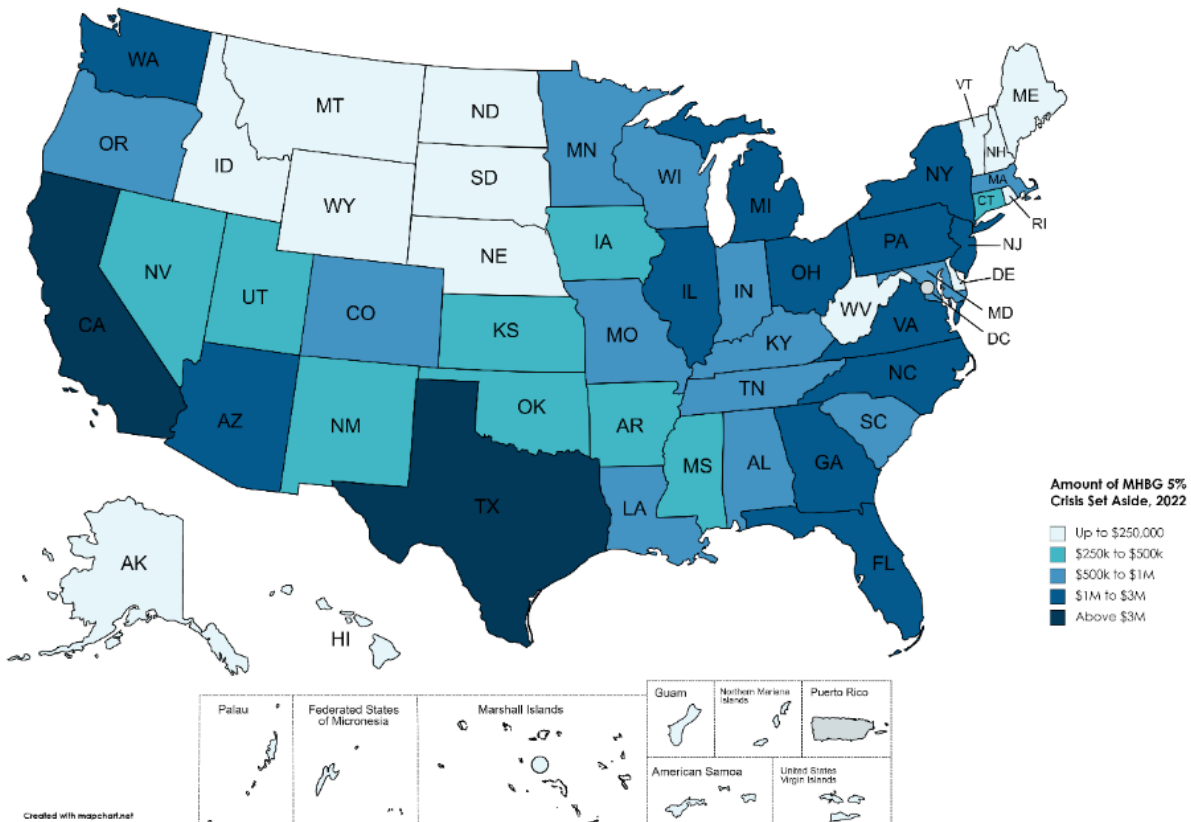 WA
MT
ND
VT
ME
OR
MN
ID
SD
WI
NH
NY
MA
WY
MI
CT
RI
IA
PA
NJ
NE
NV
OH
DE
UT
IL
IN
WV
MD
CA
CO
VA
DC
KS
MO
KY
NC
TN
OK
AZ
NM
AR
SC
MS
AL
GA
TX
LA
FL
AK
HI
Amount of MHBG 5%
Crisis Set Aside, 2022
Up to $250,000
$250k to $500k
$500k to $1M
$1M to $3M
Above $3M
Palau
Federated States
of Micronesia
Marshall Islands
Guam
Northern Mariana
Islands
Puerto Rico
American Samoa
United States
Virgin Islands
Created with mapchart.net